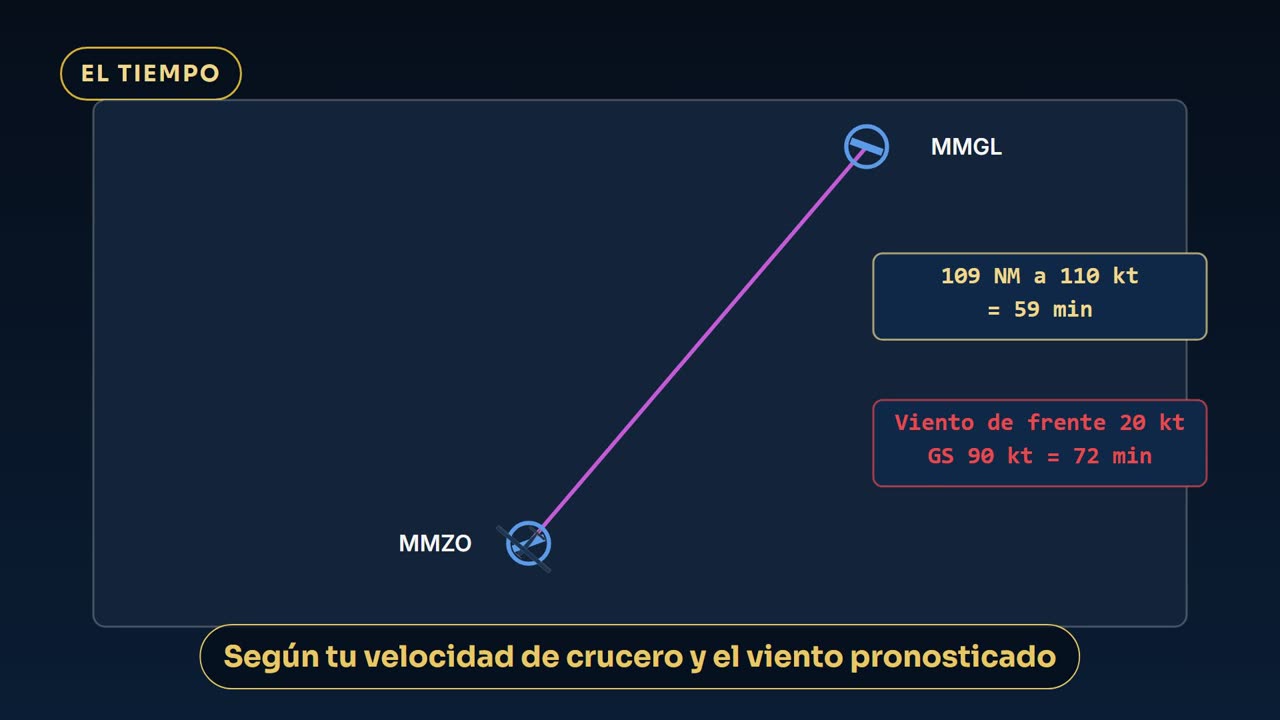 EL TIEMPO
MMGL
109 NM a 110 kt
= 59 min
Viento de frente 20 kt
GS 90 kt = 72 min
MMZO
Según tu velocidad de crucero y el viento pronosticado